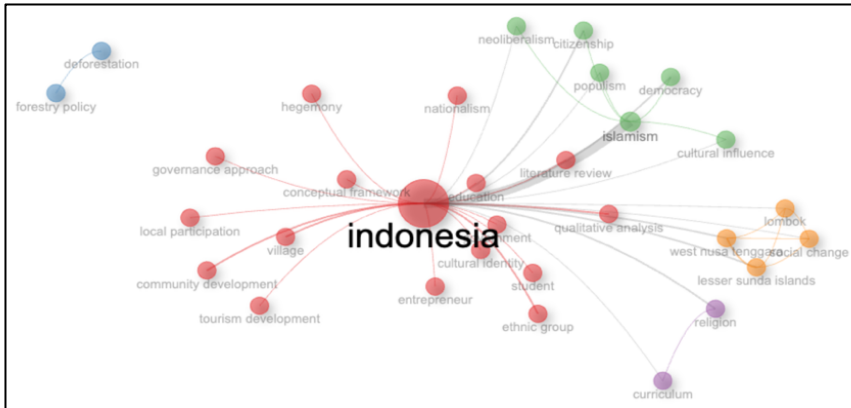 neoliberalism
citizenship
deforestation
populism
democracy
forestry policy
hegemony
nationalism
islamism
cultural influence
literature review
governance approach
conceptual framework
education
local participation
indonesia
qualitative analysis
lombok
village
cultural identity
west nusa tenggara
social change
community development
student
lesser sunda islands
entrepreneur
tourism development
ethnic group
religion
curriculum